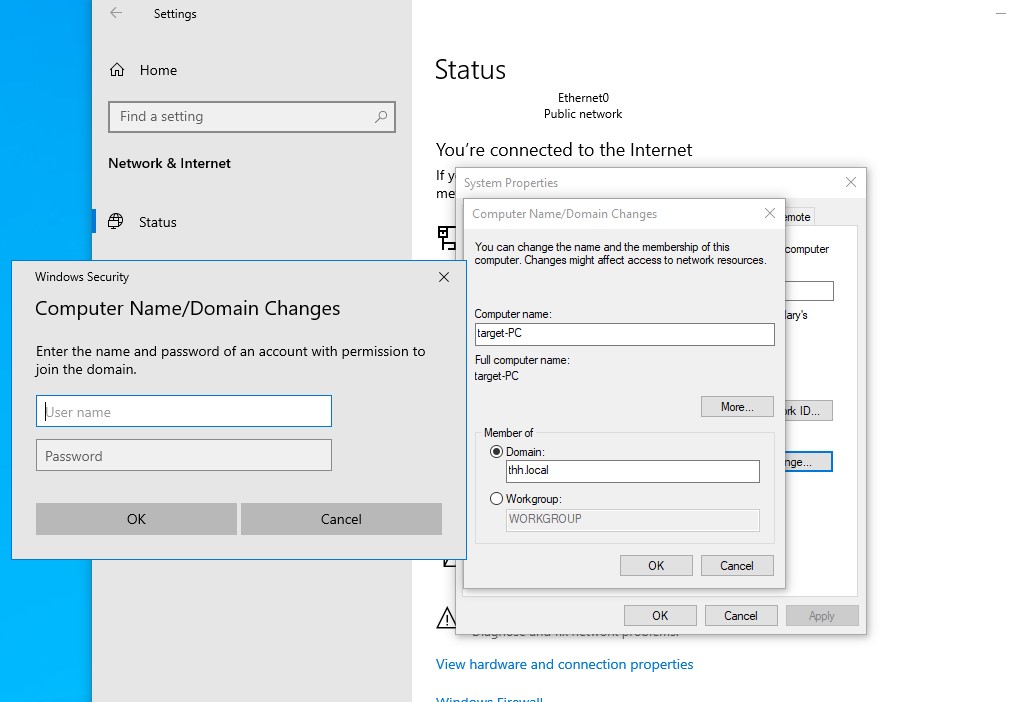 Settings
Home
Find a setting
Network & Internet
Status
Status
Ethernet0
Public network
You're connected to the Internet
If y
me
System Properties
emote
computer
ary's
rk ID...
nge...
Computer Name/Domain Changes
You can change the name and the membership of this
computer. Changes might affect access to network resources.
Computer name:
target-PC
Full computer name:
target-PC
More...
Member of
Domain:
thh.local
Workgroup:
WORKGROUP
OK
Cancel
OK
Cancel
Apply
Windows Security
Computer Name/Domain Changes
Enter the name and password of an account with permission to
join the domain.
User name
Password
OK
Cancel
Diagnose and fix network problems.
View hardware and connection properties
Windows Firewall